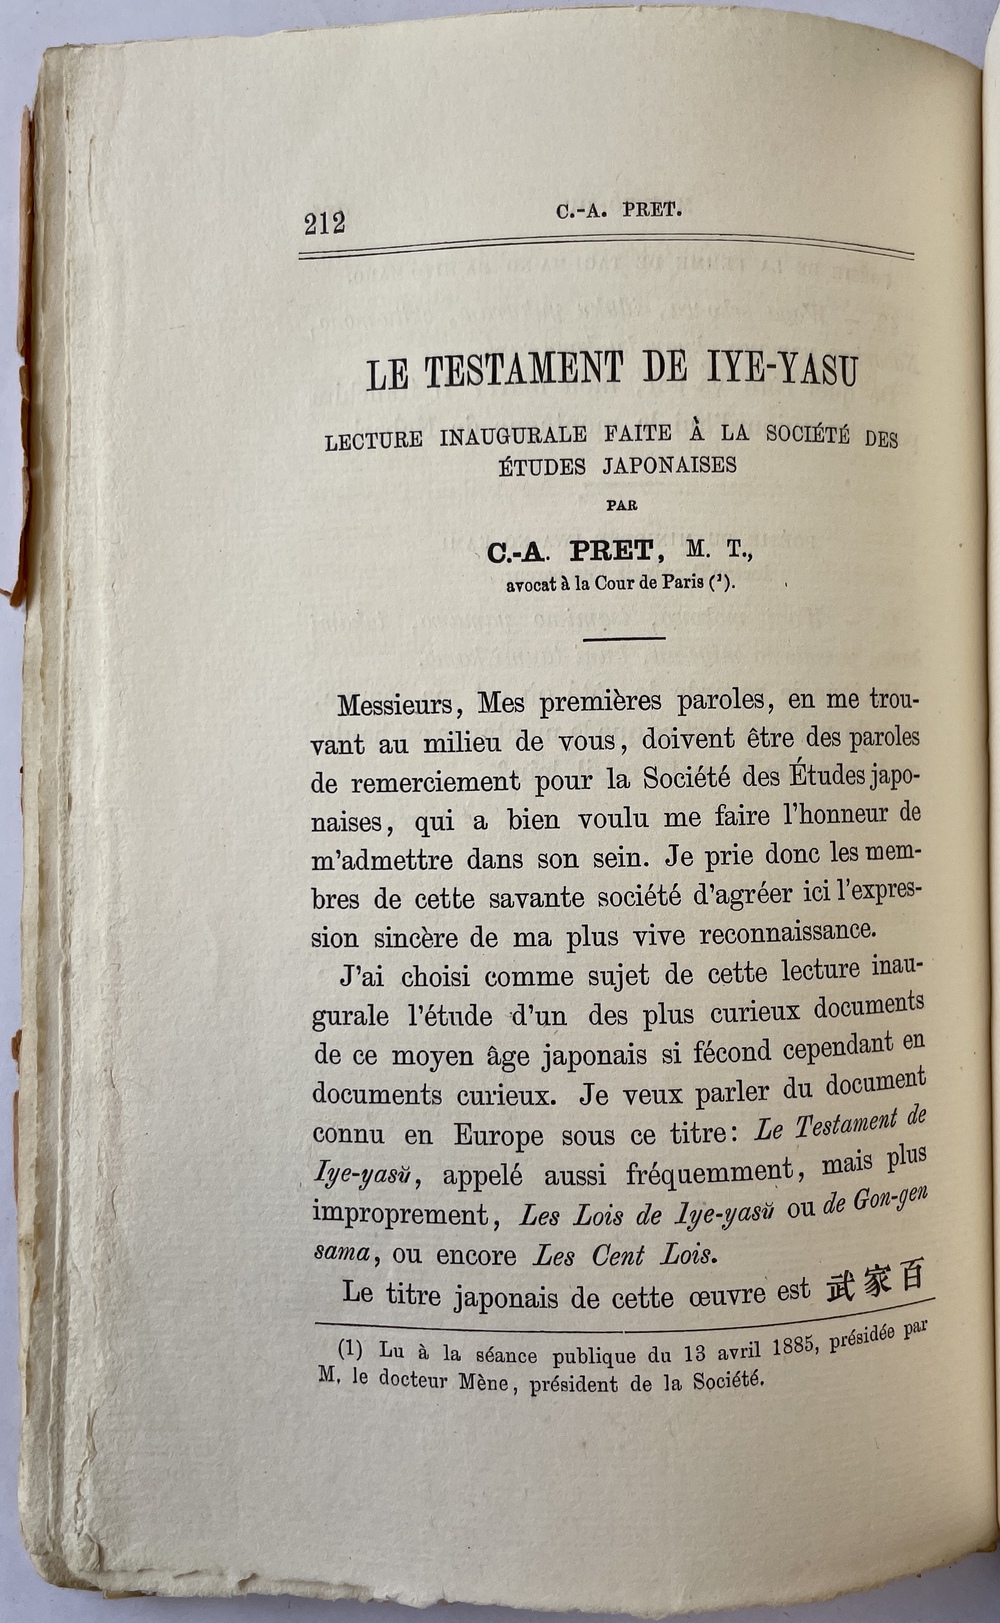 212
C.-A. PRET.
LE TESTAMENT DE IYE-YASU
LECTURE INAUGURALE FAITE À LA SOCIÉTÉ DES
ÉTUDES JAPONAISES
PAR
C.-A. PRET, M. T.,
avocat à la Cour de Paris (¹).
Messieurs, Mes premières paroles, en me trou-
vant au milieu de vous, doivent être des paroles
de remerciement pour la Société des Études japo-
naises, qui a bien voulu me faire l'honneur de
m'admettre dans son sein. Je prie donc les mem-
bres de cette savante société d'agréer ici l'expres-
sion sincère de ma plus vive reconnaissance.
J'ai choisi comme sujet de cette lecture inau-
gurale l'étude d'un des plus curieux documents
de ce moyen âge japonais si fécond cependant en
documents curieux. Je veux parler du document
connu en Europe sous ce titre: Le Testament de
Iye-yasŭ, appelé aussi fréquemment, mais plus
improprement, Les Lois de Iye-yasŭ ou de Gon-gen
sama, ou encore Les Cent Lois.
Le titre japonais de cette œuvre est 武家百
(1) Lu à la séance publique du 13 avril 1885, présidée par
M. le docteur Mène, président de la Société.